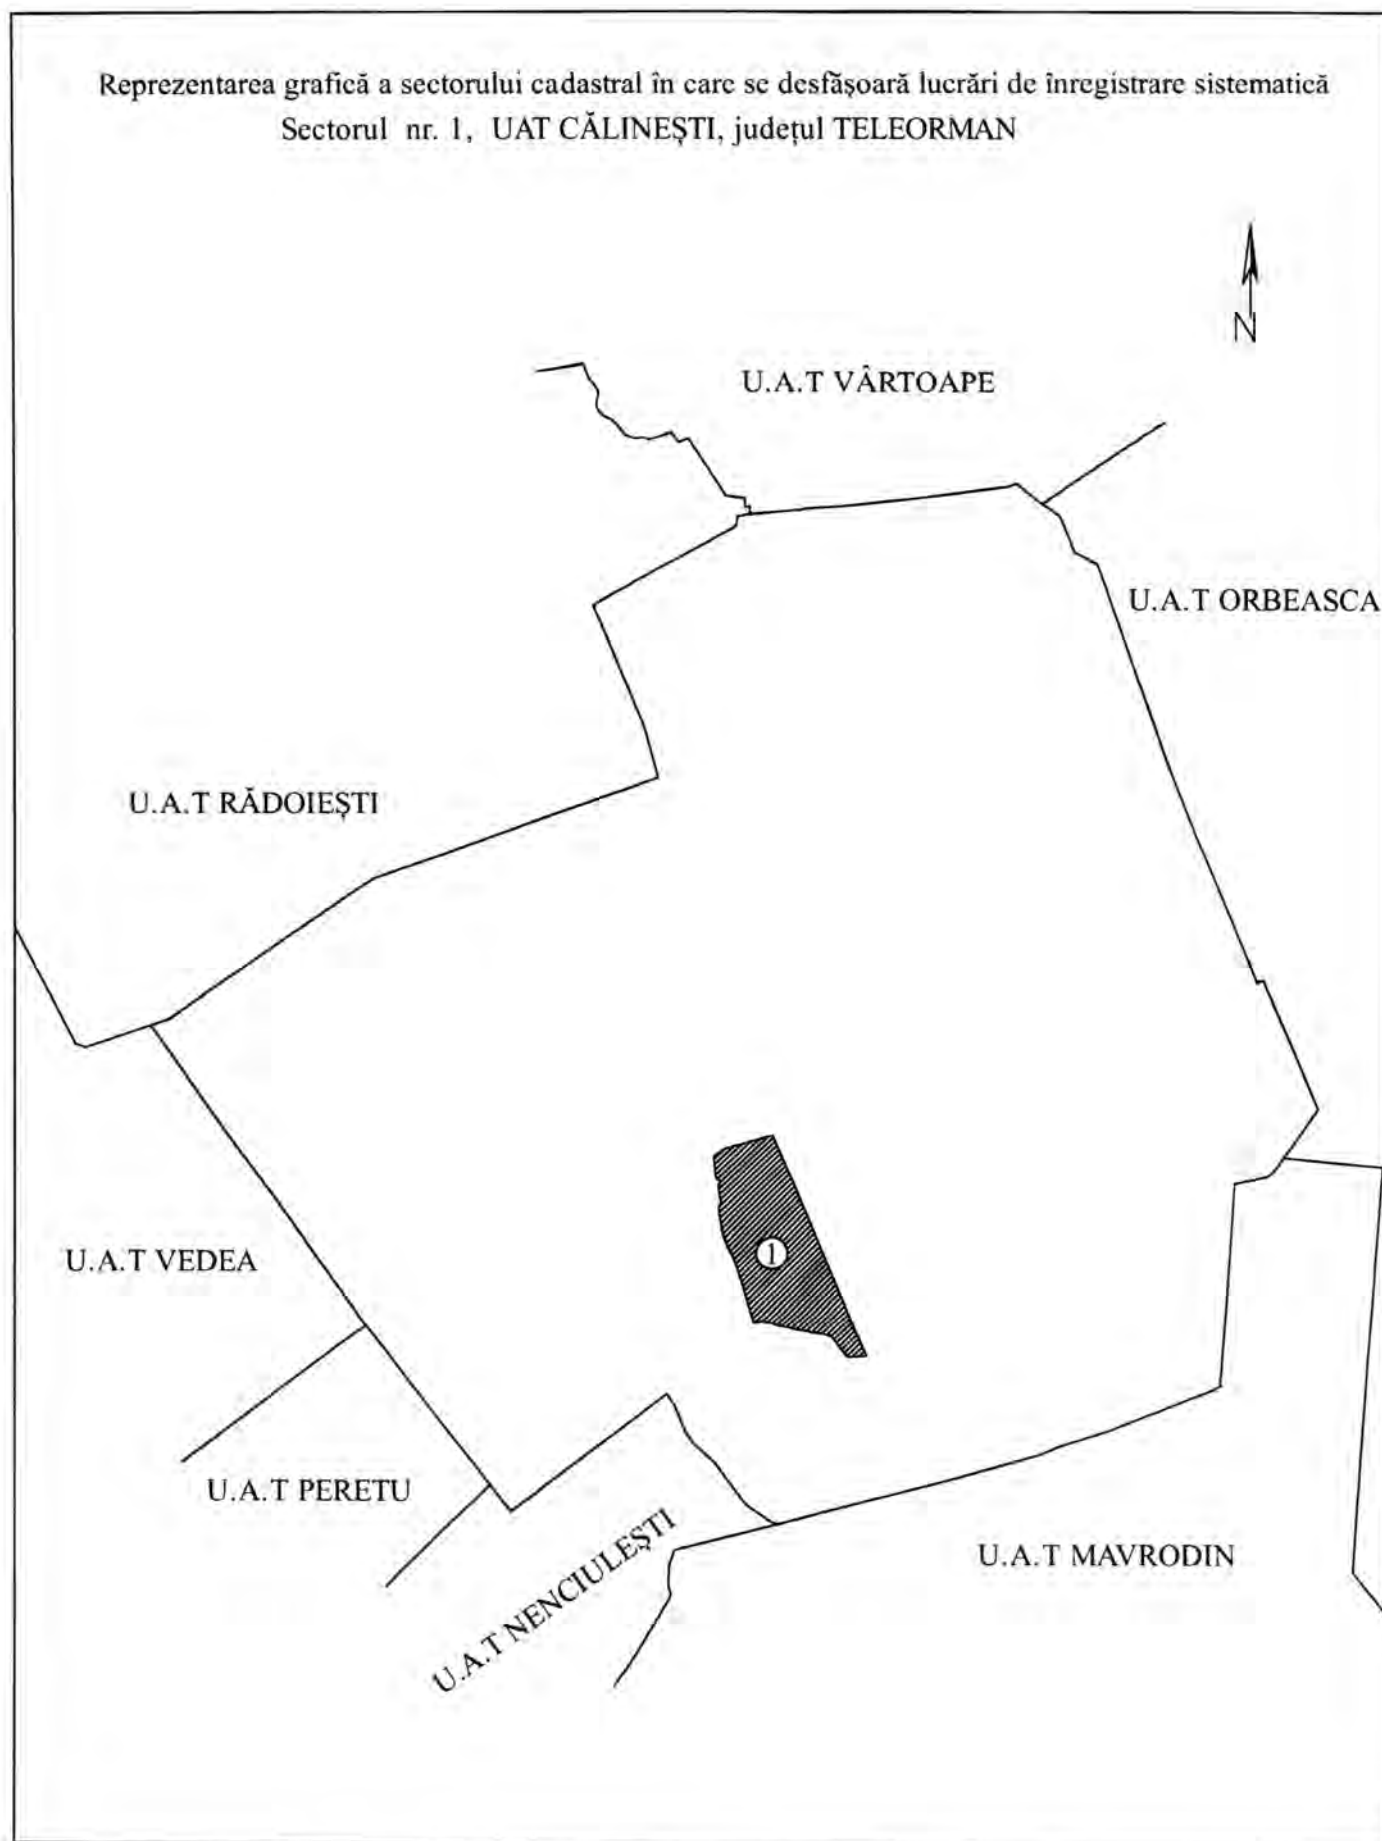 Reprezentarea grafică a sectorului cadastral în care se desfășoară lucrări de înregistrare sistematică
Sectorul nr. 1, UAT CĂLINEȘTI, județul TELEORMAN
N
U.A.T VÂRTOAPE
U.A.T ORBEASCA
U.A.T RĂDOIEȘTI
1
U.A.T VEDEA
U.A.T PERETU
U.A.T NENCIULEȘTI
U.A.T MAVRODIN